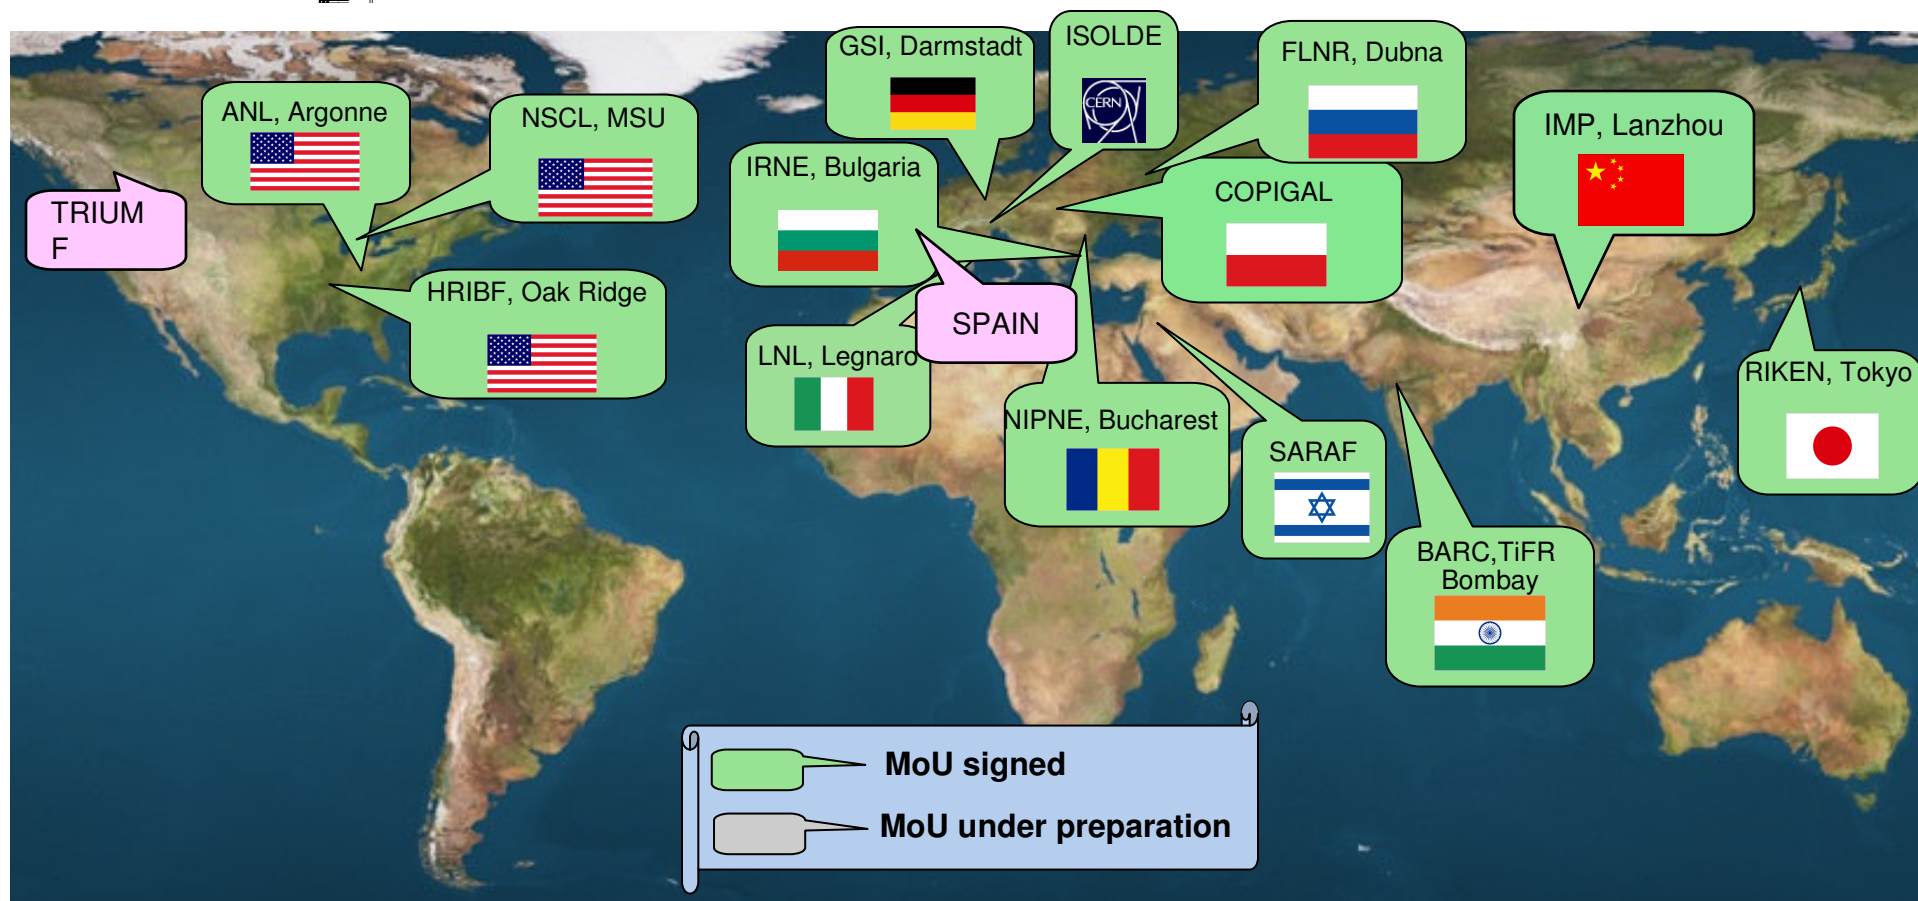 GSI, Darmstadt
ISOLDE
CERN
FLNR, Dubna
ANL, Argonne
NSCL, MSU
IMP, Lanzhou
IRNE, Bulgaria
COPIGAL
TRIUM
F
HRIBF, Oak Ridge
SPAIN
LNL, Legnaro
RIKEN, Tokyo
NIPNE, Bucharest
SARAF
BARC,TiFR
Bombay
MoU signed
MoU under preparation